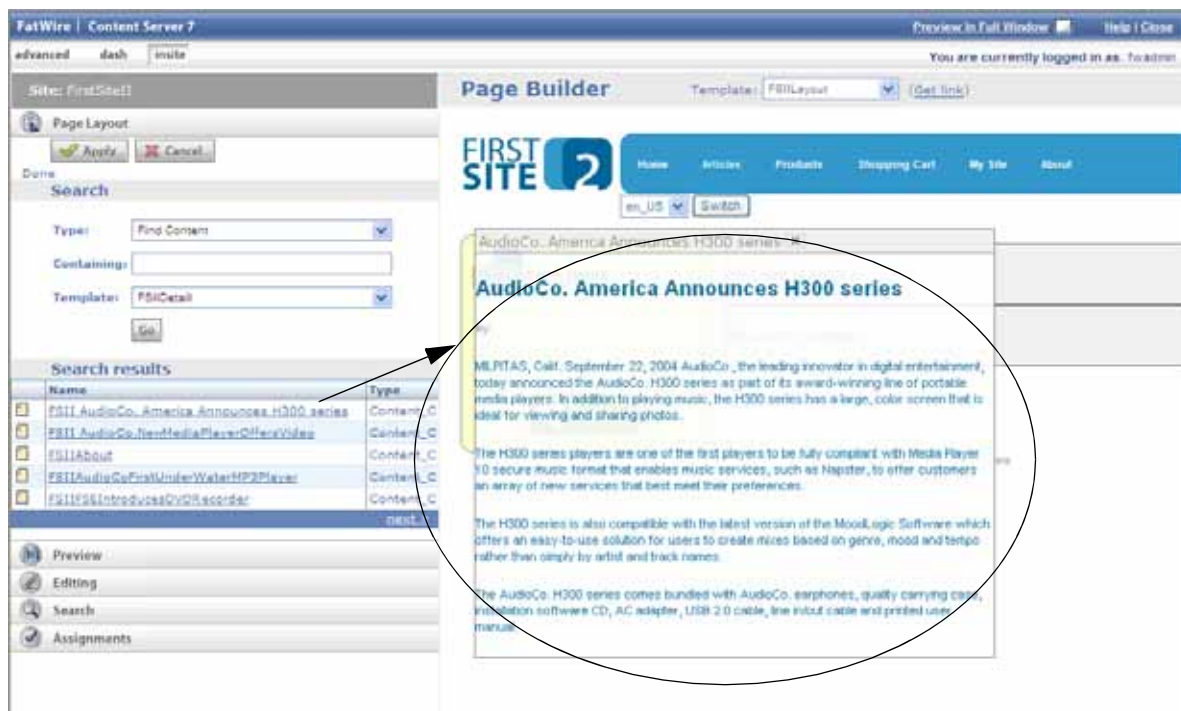 FatWire | Content Server 7
Preview in Full Window
Help | Close
advanced dash insite
You are currently logged in as. fwadmin
Site: FirstSiteII
Page Builder
Template: FSIILayout
(Get link)
Page Layout
Apply Cancel
Done
FIRST
SITE 2
Home Articles Products Shopping Cart My Site About
Search
en_US Switch
Type: Find Content
Containing:
Template: FSIIDetail
Go
AudioCo. America Announces H300 series
AudioCo. America Announces H300 series
MILPITAS, Calif. September 22, 2004 AudioCo , the leading innovator in digital entertainment,
today announced the AudioCo. H300 series as part of its award-winning line of portable
media players. In addition to playing music, the H300 series has a large, color screen that is
ideal for viewing and sharing photos.
The H300 series players are one of the first players to be fully compliant with Media Player
10 secure music format that enables music services, such as Napster, to offer customers
an array of new services that best meet their preferences.
The H300 series is also compatible with the latest version of the MoodLogic Software which
offers an easy-to-use solution for users to create mixes based on genre, mood and tempo
rather than simply by artist and track names.
The AudioCo. H300 series comes bundled with AudioCo. earphones, quality carrying case,
installation software CD, AC adapter, USB 2.0 cable, line in/out cable and printed user
manual.
Search results
Name Type
FSII AudioCo. America Announces H300 series Content_C
FSII AudioCo.NewMediaPlayerOffersVideo Content_C
FSIIAbout Content_C
FSIIAudioCoFirstUnderWaterMP3Player Content_C
FSIIFSEIntroducesDVDRecorder Content_C
next
Preview
Editing
Search
Assignments